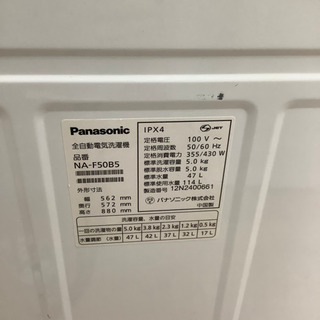 Panasonic
全自動電気洗濯機
品番
NA-F50B5
外形寸法
幅 562 mm
奥行 572 mm
高さ 880 mm
IPX4
JET
定格電圧 100 V ~
定格周波数 50/60 Hz
定格消費電力 355/430 W
標準洗濯容量 5.0 kg
標準脱水容量 5.0 kg
標準水量 47 L
標準使用水量 114 L
製造番号 12N2400661
パナソニック株式会社
中国製
洗濯容量・水量の目安
一回の洗濯物の量 5.0 kg 3.8 kg 2.3 kg 1.2 kg 0.5 kg
水量調節(水量) 47 L 42 L 37 L 32 L 17 L